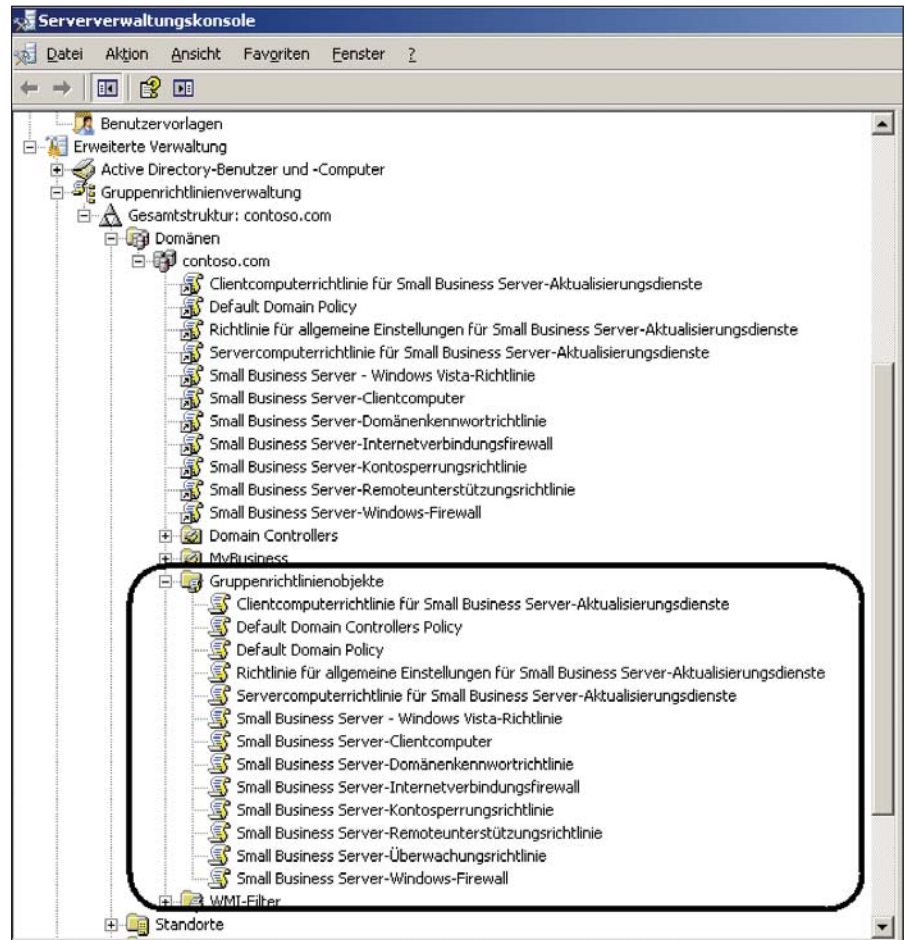 Serververwaltungskonsole
Datei Aktion Ansicht Favoriten Fenster ?
Benutzervorlagen
Erweiterte Verwaltung
Active Directory-Benutzer und -Computer
Gruppenrichtlinienverwaltung
Gesamtstruktur: contoso.com
Domänen
contoso.com
Clientcomputerrichtlinie für Small Business Server-Aktualisierungsdienste
Default Domain Policy
Richtlinie für allgemeine Einstellungen für Small Business Server-Aktualisierungsdienste
Servercomputerrichtlinie für Small Business Server-Aktualisierungsdienste
Small Business Server - Windows Vista-Richtlinie
Small Business Server-Clientcomputer
Small Business Server-Domänenkennwortrichtlinie
Small Business Server-Internetverbindungsfirewall
Small Business Server-Kontosperrungsrichtlinie
Small Business Server-Remoteunterstützungsrichtlinie
Small Business Server-Windows-Firewall
Domain Controllers
MyBusiness
Gruppenrichtlinienobjekte
Clientcomputerrichtlinie für Small Business Server-Aktualisierungsdienste
Default Domain Controllers Policy
Default Domain Policy
Richtlinie für allgemeine Einstellungen für Small Business Server-Aktualisierungsdienste
Servercomputerrichtlinie für Small Business Server-Aktualisierungsdienste
Small Business Server - Windows Vista-Richtlinie
Small Business Server-Clientcomputer
Small Business Server-Domänenkennwortrichtlinie
Small Business Server-Internetverbindungsfirewall
Small Business Server-Kontosperrungsrichtlinie
Small Business Server-Remoteunterstützungsrichtlinie
Small Business Server-Überwachungsrichtlinie
Small Business Server-Windows-Firewall
WMI-Filter
Standorte